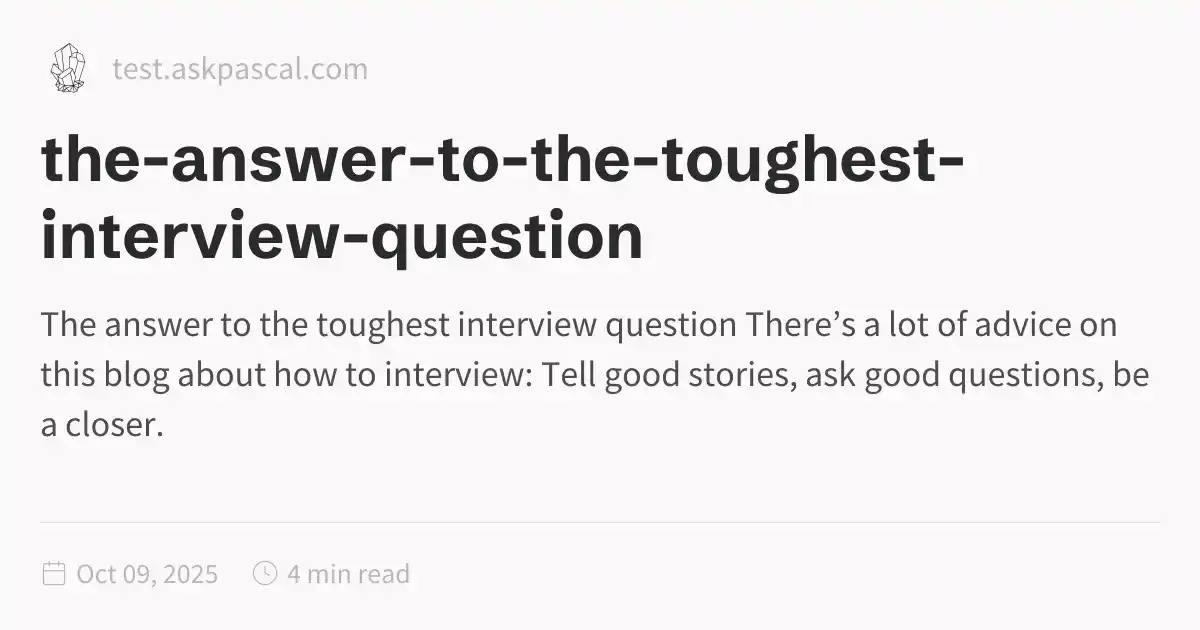 test.askpascal.com
the-answer-to-the-toughest-
interview-question
The answer to the toughest interview question There’s a lot of advice on
this blog about how to interview: Tell good stories, ask good questions, be
a closer.
Oct 09, 2025 4 min read